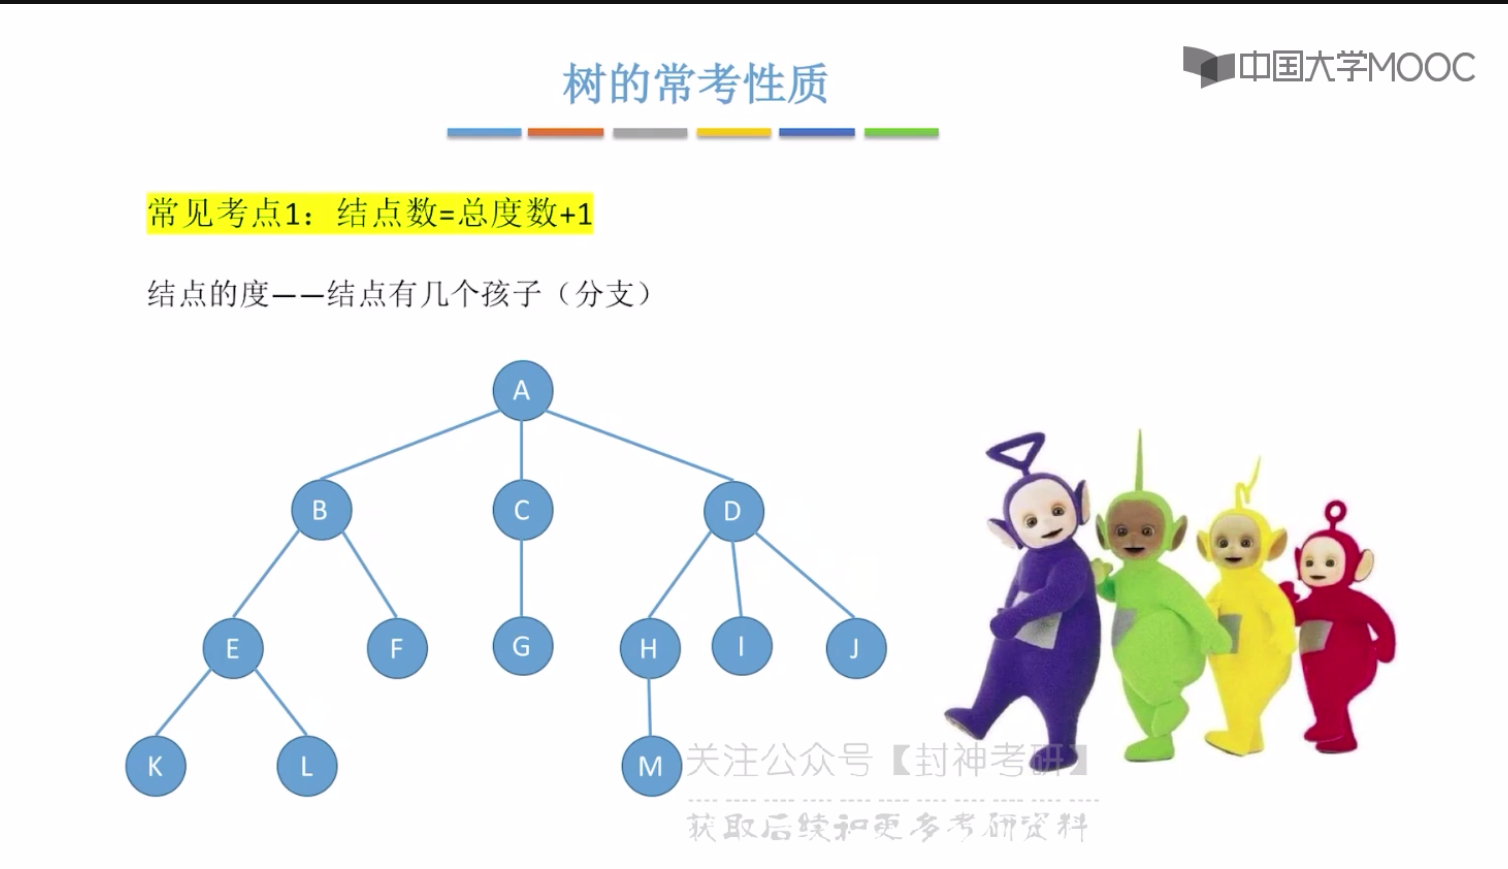 中国大学MOOC
树的常考性质
常见考点1：结点数=总度数+1
结点的度——结点有几个孩子（分支）
A
B C D
E F G H I J
K L M
关注公众号【封神考研】
获取后续和更多考研资料